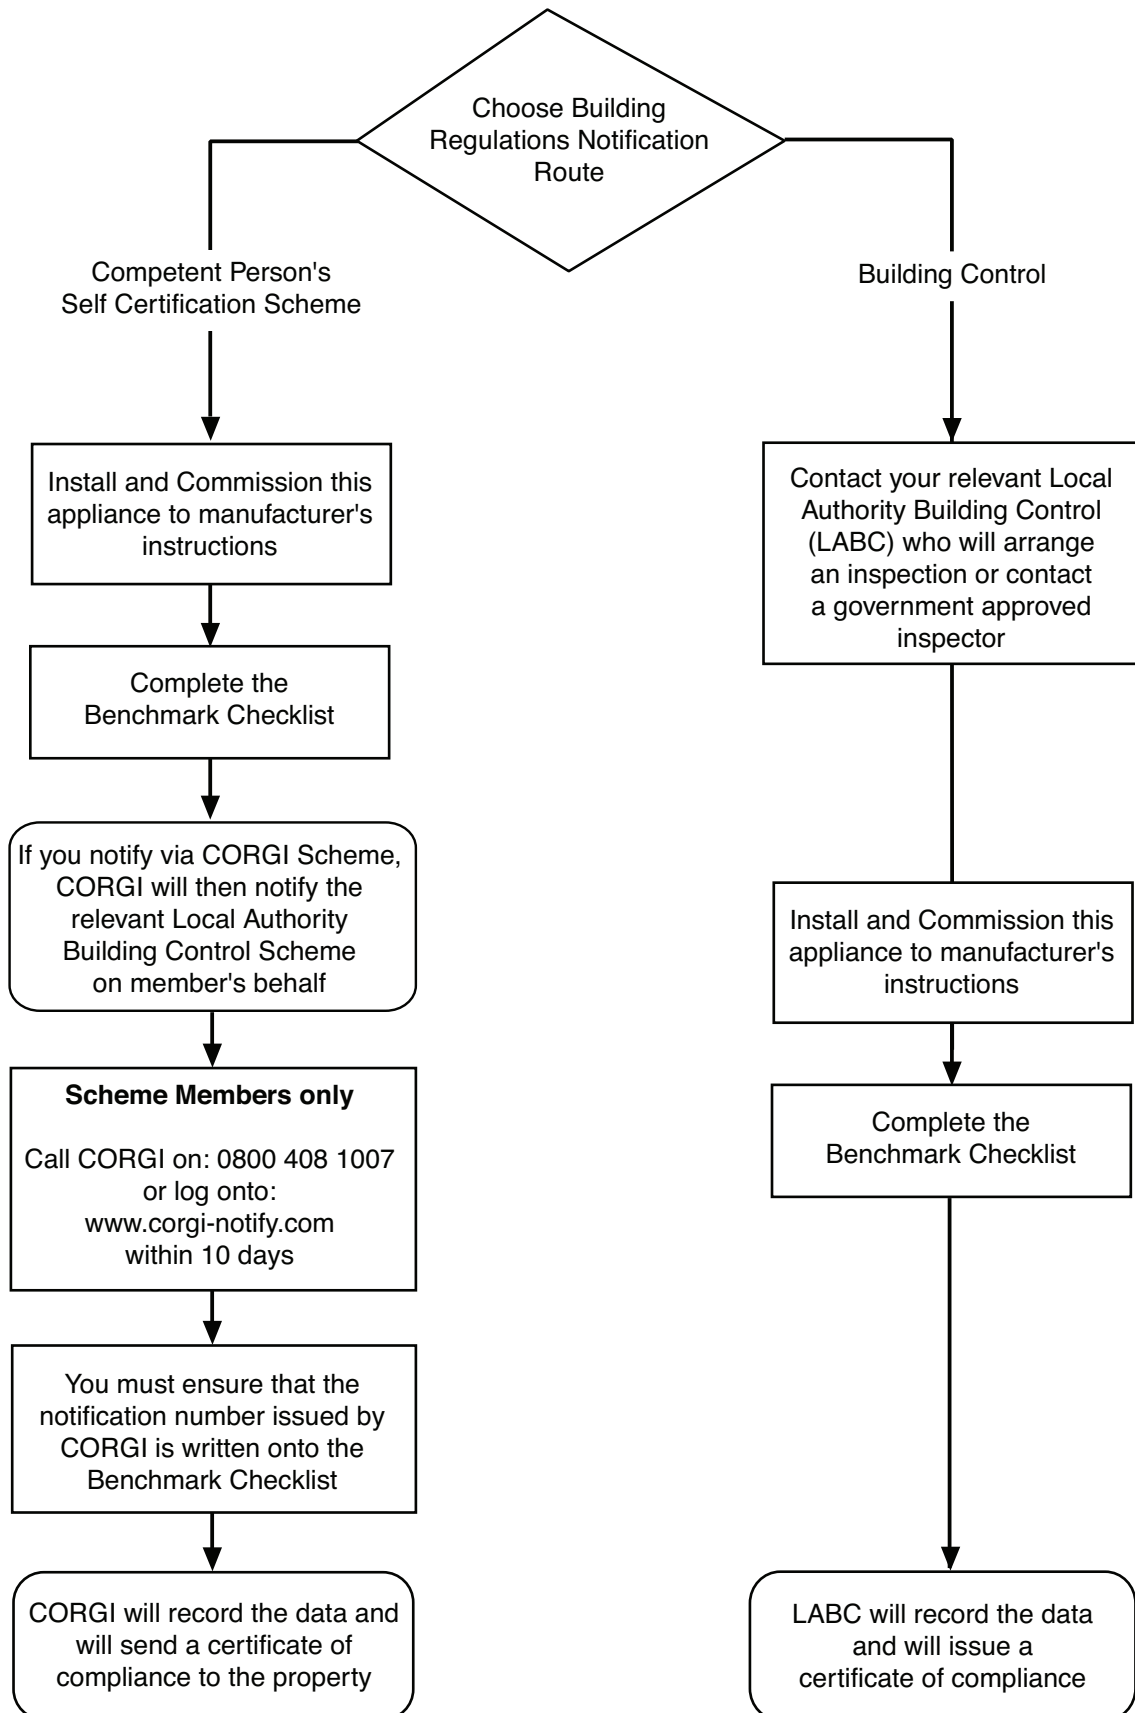 Choose Building
Regulations Notification
Route
Competent Person's
Self Certification Scheme
Building Control
Install and Commission this
appliance to manufacturer's
instructions
Complete the
Benchmark Checklist
If you notify via CORGI Scheme,
CORGI will then notify the
relevant Local Authority
Building Control Scheme
on member's behalf
Scheme Members only
Call CORGI on: 0800 408 1007
or log onto:
www.corgi-notify.com
within 10 days
You must ensure that the
notification number issued by
CORGI is written onto the
Benchmark Checklist
CORGI will record the data and
will send a certificate of
compliance to the property
Contact your relevant Local
Authority Building Control
(LABC) who will arrange
an inspection or contact
a government approved
inspector
Install and Commission this
appliance to manufacturer's
instructions
Complete the
Benchmark Checklist
LABC will record the data
and will issue a
certificate of compliance